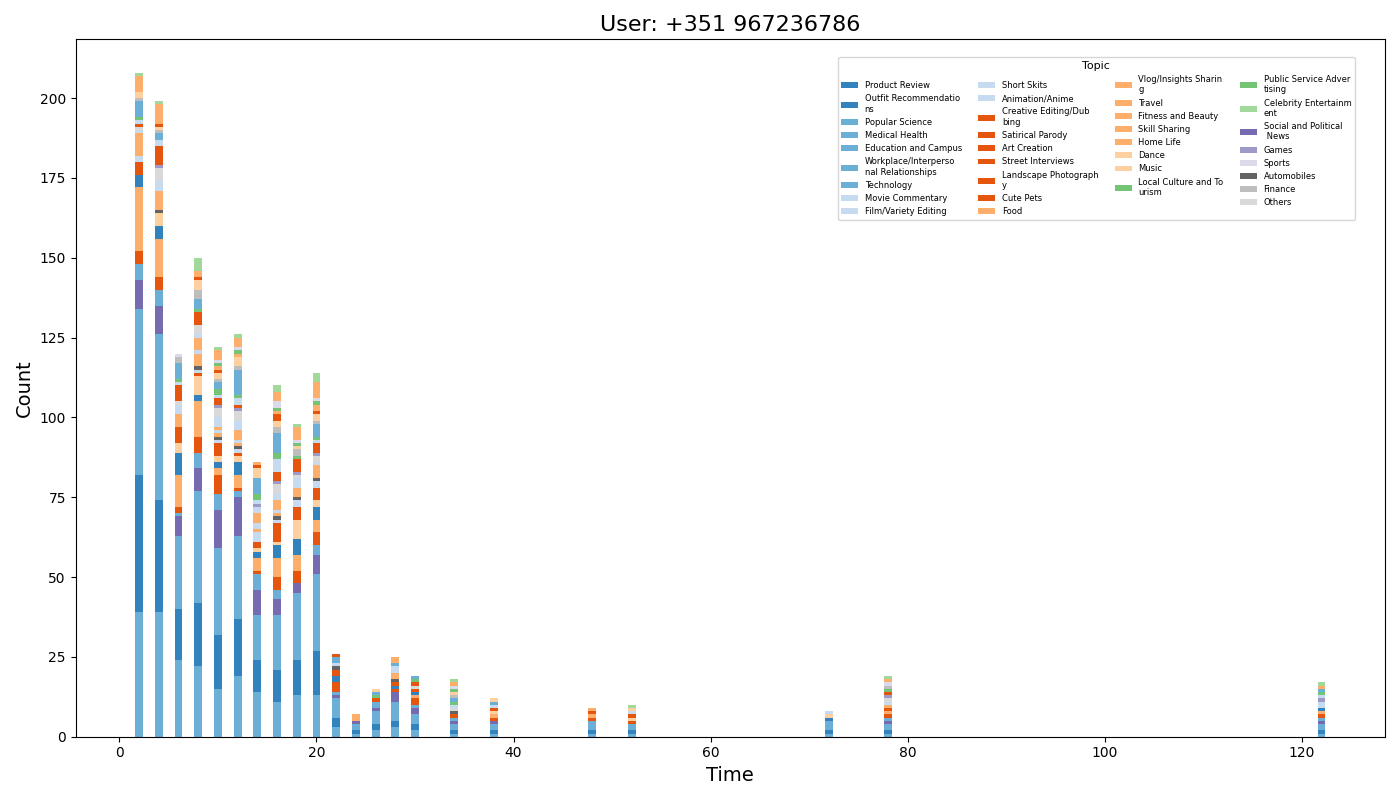 User: +351 967236786
Topic
Product Review
Outfit Recommendatio
ns
Popular Science
Medical Health
Education and Campus
Workplace/Interperso
nal Relationships
Technology
Movie Commentary
Film/Variety Editing
Short Skits
Animation/Anime
Creative Editing/Dub
bing
Satirical Parody
Art Creation
Street Interviews
Landscape Photograph
y
Cute Pets
Food
Vlog/Insights Sharin
g
Travel
Fitness and Beauty
Skill Sharing
Home Life
Dance
Music
Local Culture and To
urism
Public Service Adver
tising
Celebrity Entertainm
ent
Social and Political
News
Games
Sports
Automobiles
Finance
Others
Count
200
175
150
125
100
75
50
25
0
0 20 40 60 80 100 120
Time